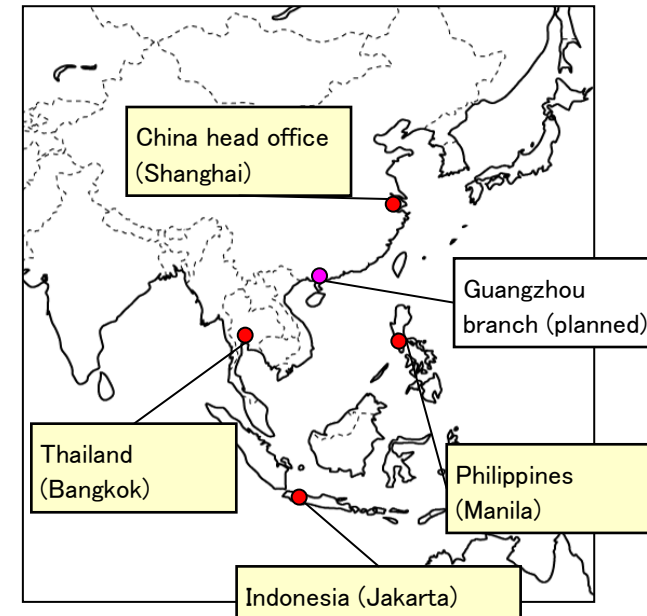 China head office
(Shanghai)
Guangzhou
branch (planned)
Thailand
(Bangkok)
Philippines
(Manila)
Indonesia (Jakarta)